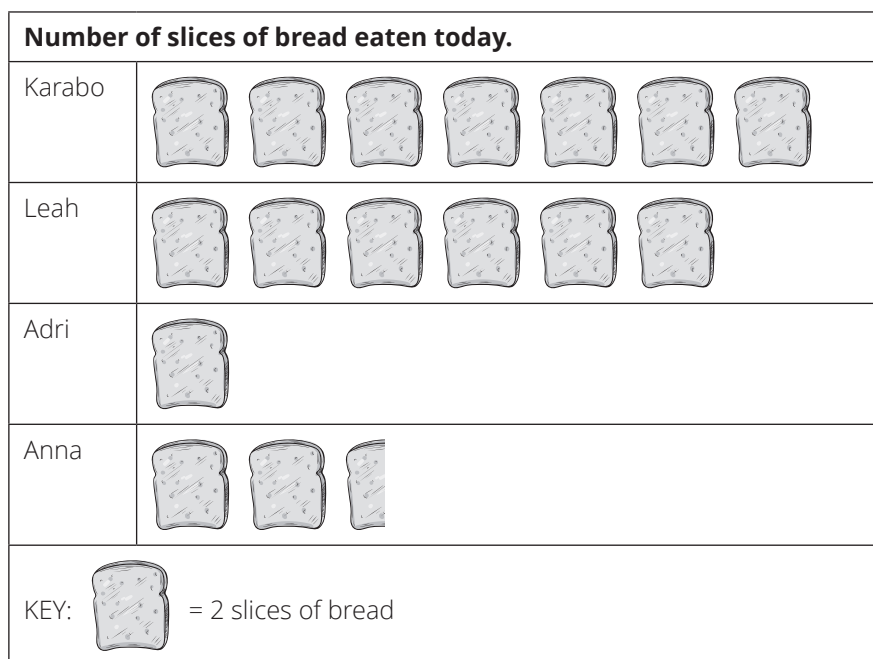 Number of slices of bread eaten today.
Karabo
Leah
Adri
Anna
KEY: = 2 slices of bread